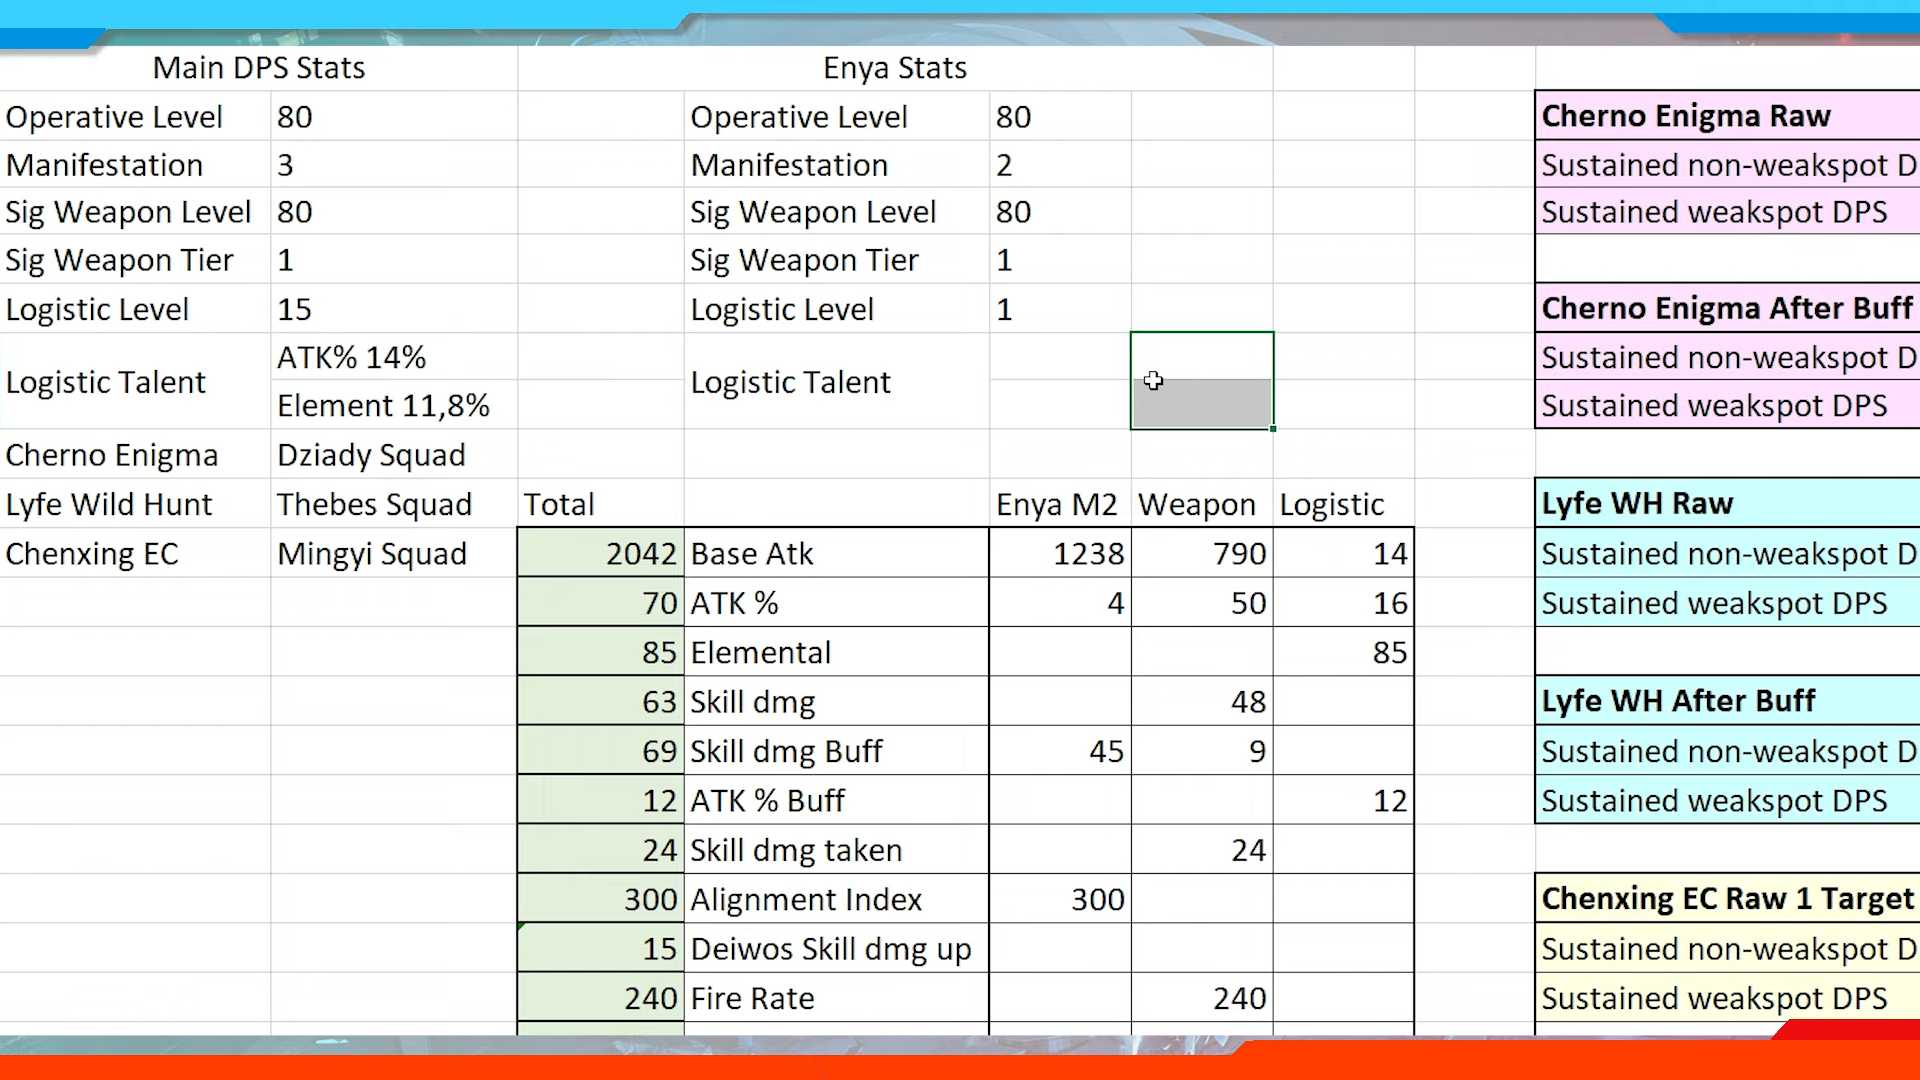 Main DPS Stats Enya Stats
Operative Level 80 Operative Level 80 Cherno Enigma Raw
Manifestation 3 Manifestation 2 Sustained non-weakspot D
Sig Weapon Level 80 Sig Weapon Level 80 Sustained weakspot DPS
Sig Weapon Tier 1 Sig Weapon Tier 1
Logistic Level 15 Logistic Level 1 Cherno Enigma After Buff
Logistic Talent ATK% 14% Logistic Talent Sustained non-weakspot D
Element 11,8% Sustained weakspot DPS
Cherno Enigma Dziady Squad
Lyfe Wild Hunt Thebes Squad Total Enya M2 Weapon Logistic Lyfe WH Raw
Chenxing EC Mingyi Squad 2042 Base Atk 1238 790 14 Sustained non-weakspot D
70 ATK % 4 50 16 Sustained weakspot DPS
85 Elemental 85
63 Skill dmg 48 Lyfe WH After Buff
69 Skill dmg Buff 45 9 Sustained non-weakspot D
12 ATK % Buff 12 Sustained weakspot DPS
24 Skill dmg taken 24
300 Alignment Index 300 Chenxing EC Raw 1 Target
15 Deiwos Skill dmg up Sustained non-weakspot D
240 Fire Rate 240 Sustained weakspot DPS